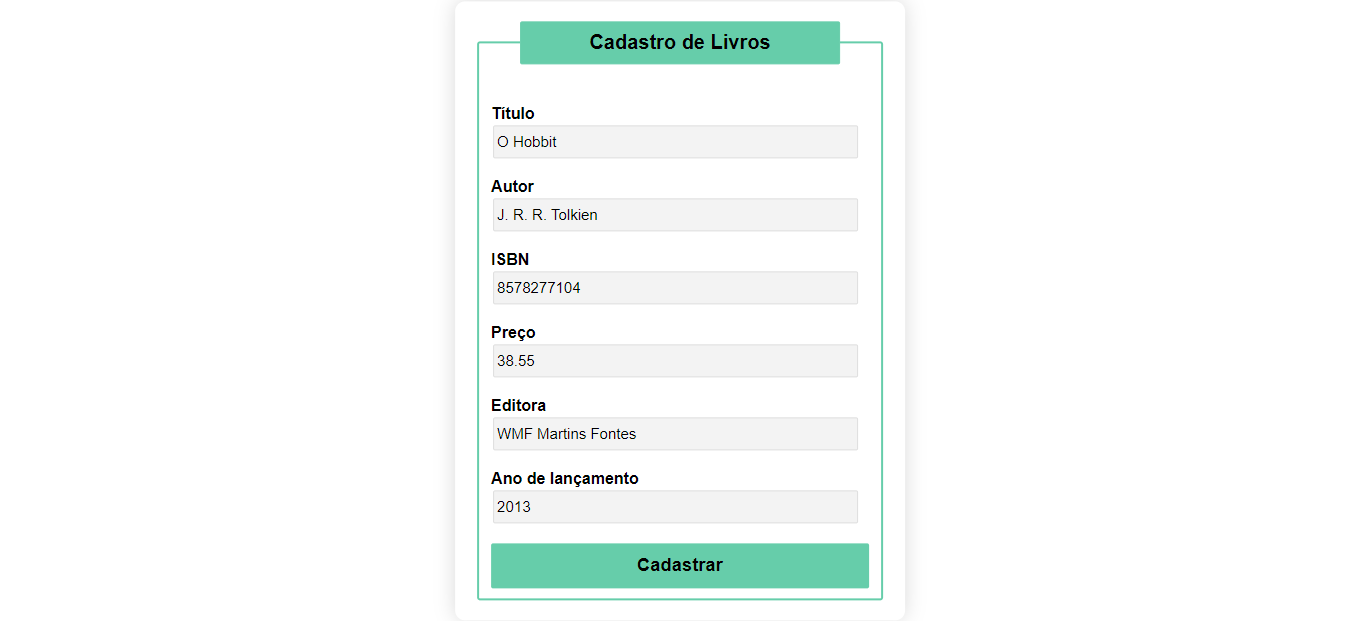 Cadastro de Livros
Título
O Hobbit
Autor
J. R. R. Tolkien
ISBN
8578277104
Preço
38.55
Editora
WMF Martins Fontes
Ano de lançamento
2013
Cadastrar